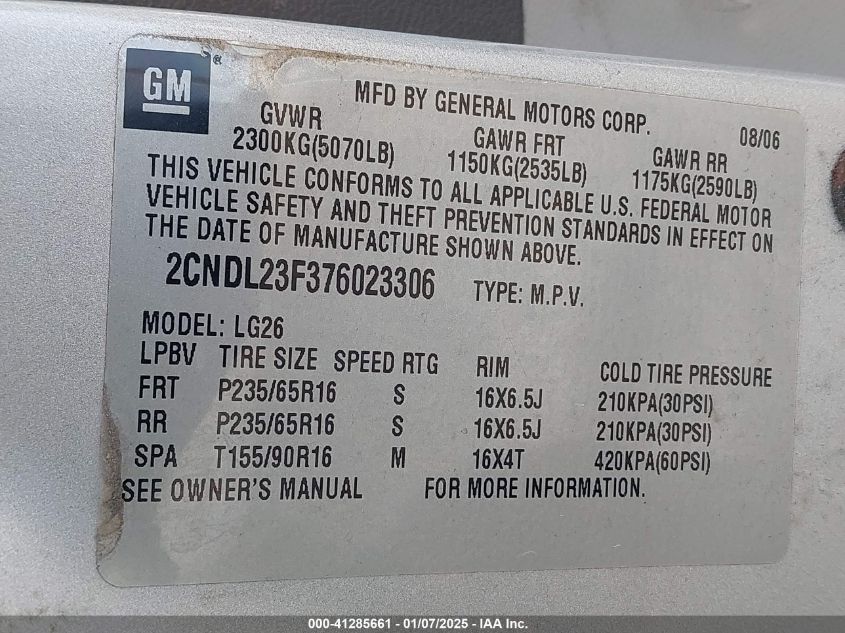 GM ®
MFD BY GENERAL MOTORS CORP. 08/06
GVWR GAWR FRT GAWR RR
2300KG(5070LB) 1150KG(2535LB) 1175KG(2590LB)
THIS VEHICLE CONFORMS TO ALL APPLICABLE U.S. FEDERAL MOTOR
VEHICLE SAFETY AND THEFT PREVENTION STANDARDS IN EFFECT ON
THE DATE OF MANUFACTURE SHOWN ABOVE.
2CNDL23F376023306 TYPE: M.P.V.
MODEL: LG26
LPBV TIRE SIZE SPEED RTG RIM COLD TIRE PRESSURE
FRT P235/65R16 S 16X6.5J 210KPA(30PSI)
RR P235/65R16 S 16X6.5J 210KPA(30PSI)
SPA T155/90R16 M 16X4T 420KPA(60PSI)
SEE OWNER'S MANUAL FOR MORE INFORMATION.
000-41285661 - 01/07/2025 - IAA Inc.